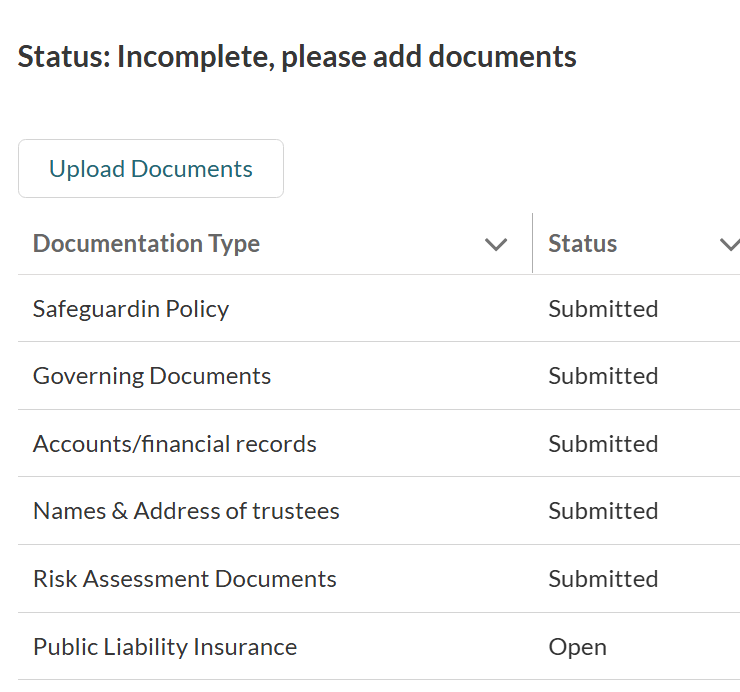 Status: Incomplete, please add documents
Upload Documents
Documentation Type Status
Safeguardin Policy Submitted
Governing Documents Submitted
Accounts/financial records Submitted
Names & Address of trustees Submitted
Risk Assessment Documents Submitted
Public Liability Insurance Open